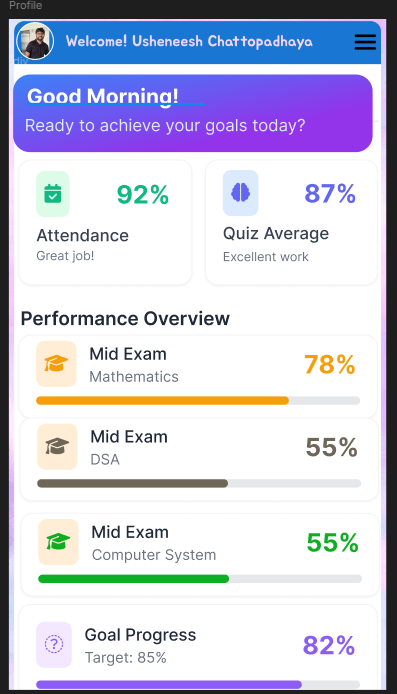 Profile
Welcome! Usheneesh Chattopadhaya
div
Good Morning!
Ready to achieve your goals today?
92%
Attendance
Great job!
87%
Quiz Average
Excellent work
Performance Overview
Mid Exam
78%
Mathematics
Mid Exam
55%
DSA
Mid Exam
55%
Computer System
Goal Progress
82%
Target: 85%